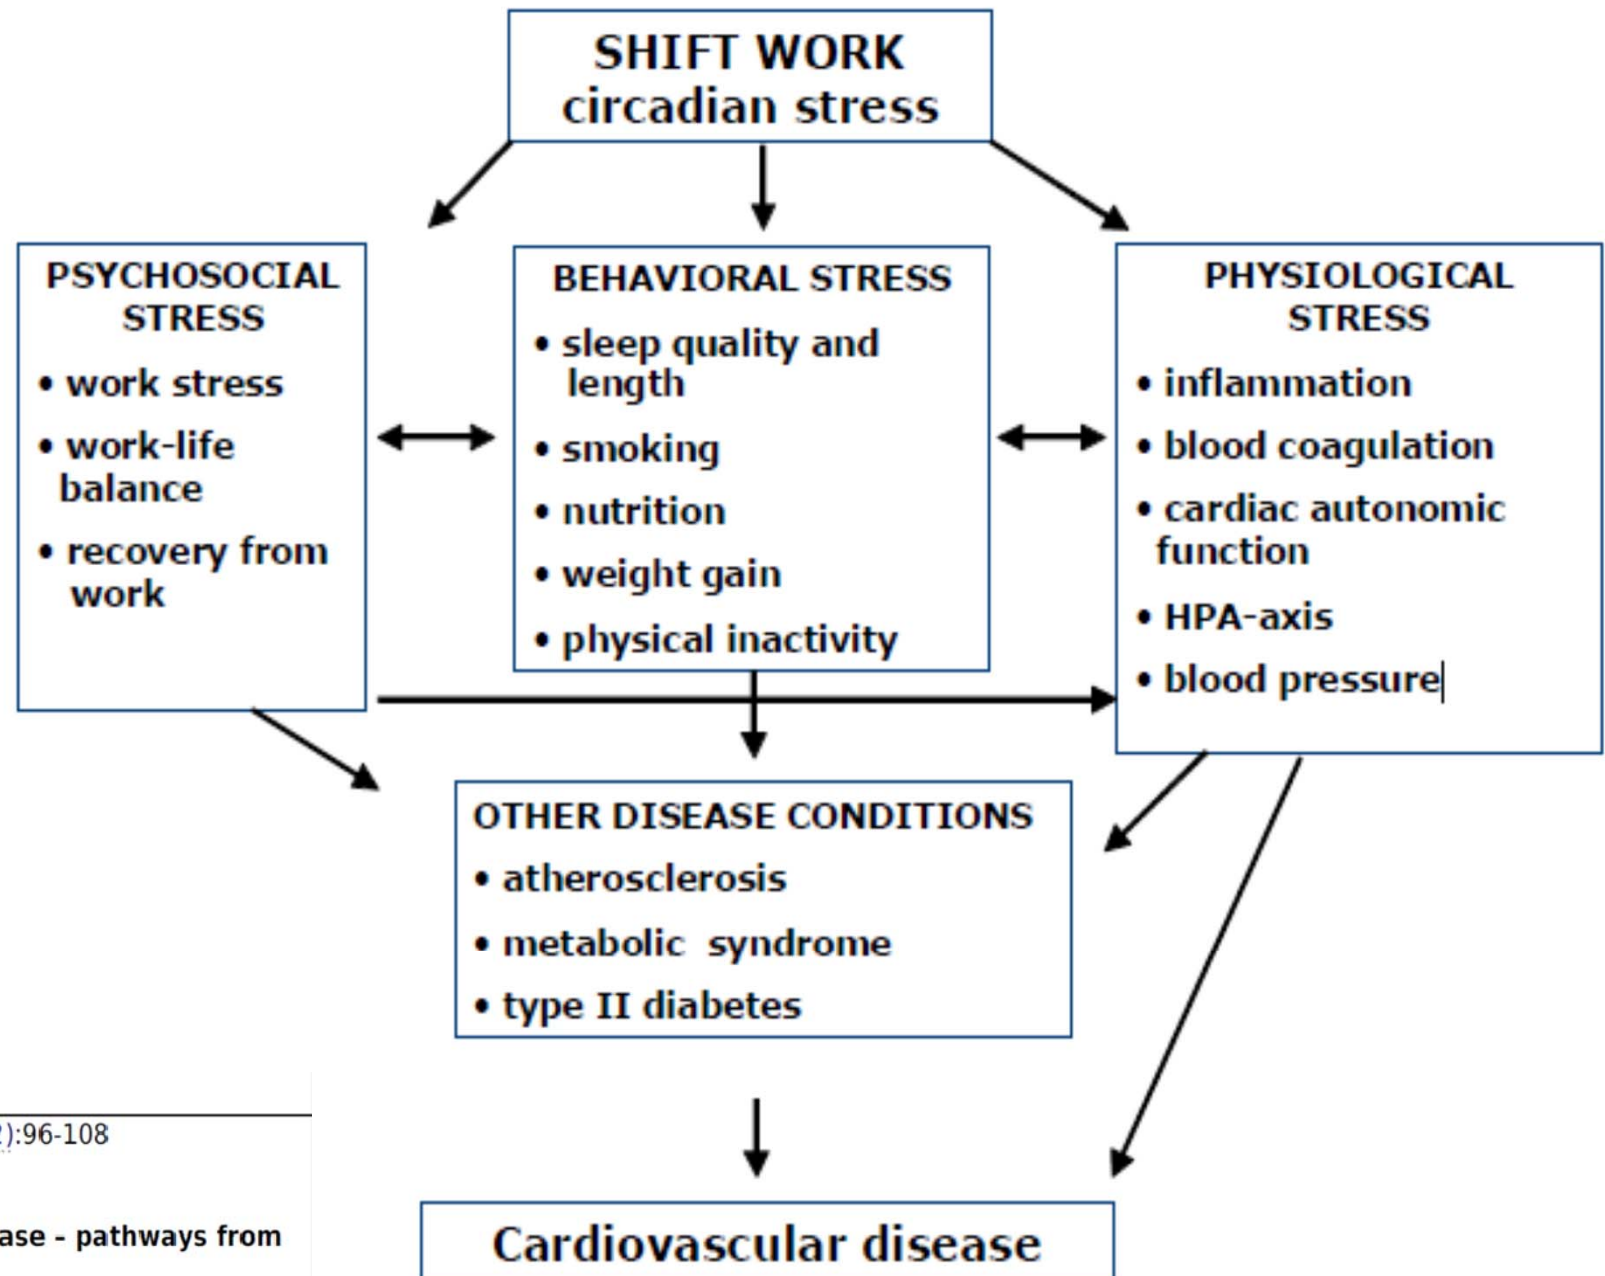 SHIFT WORK
circadian stress
PSYCHOSOCIAL
STRESS
• work stress
• work-life
balance
• recovery from
work
BEHAVIORAL STRESS
• sleep quality and
length
• smoking
• nutrition
• weight gain
• physical inactivity
PHYSIOLOGICAL
STRESS
• inflammation
• blood coagulation
• cardiac autonomic
function
• HPA-axis
• blood pressure
OTHER DISEASE CONDITIONS
• atherosclerosis
• metabolic syndrome
• type II diabetes
Cardiovascular disease
):96-108
ase - pathways from